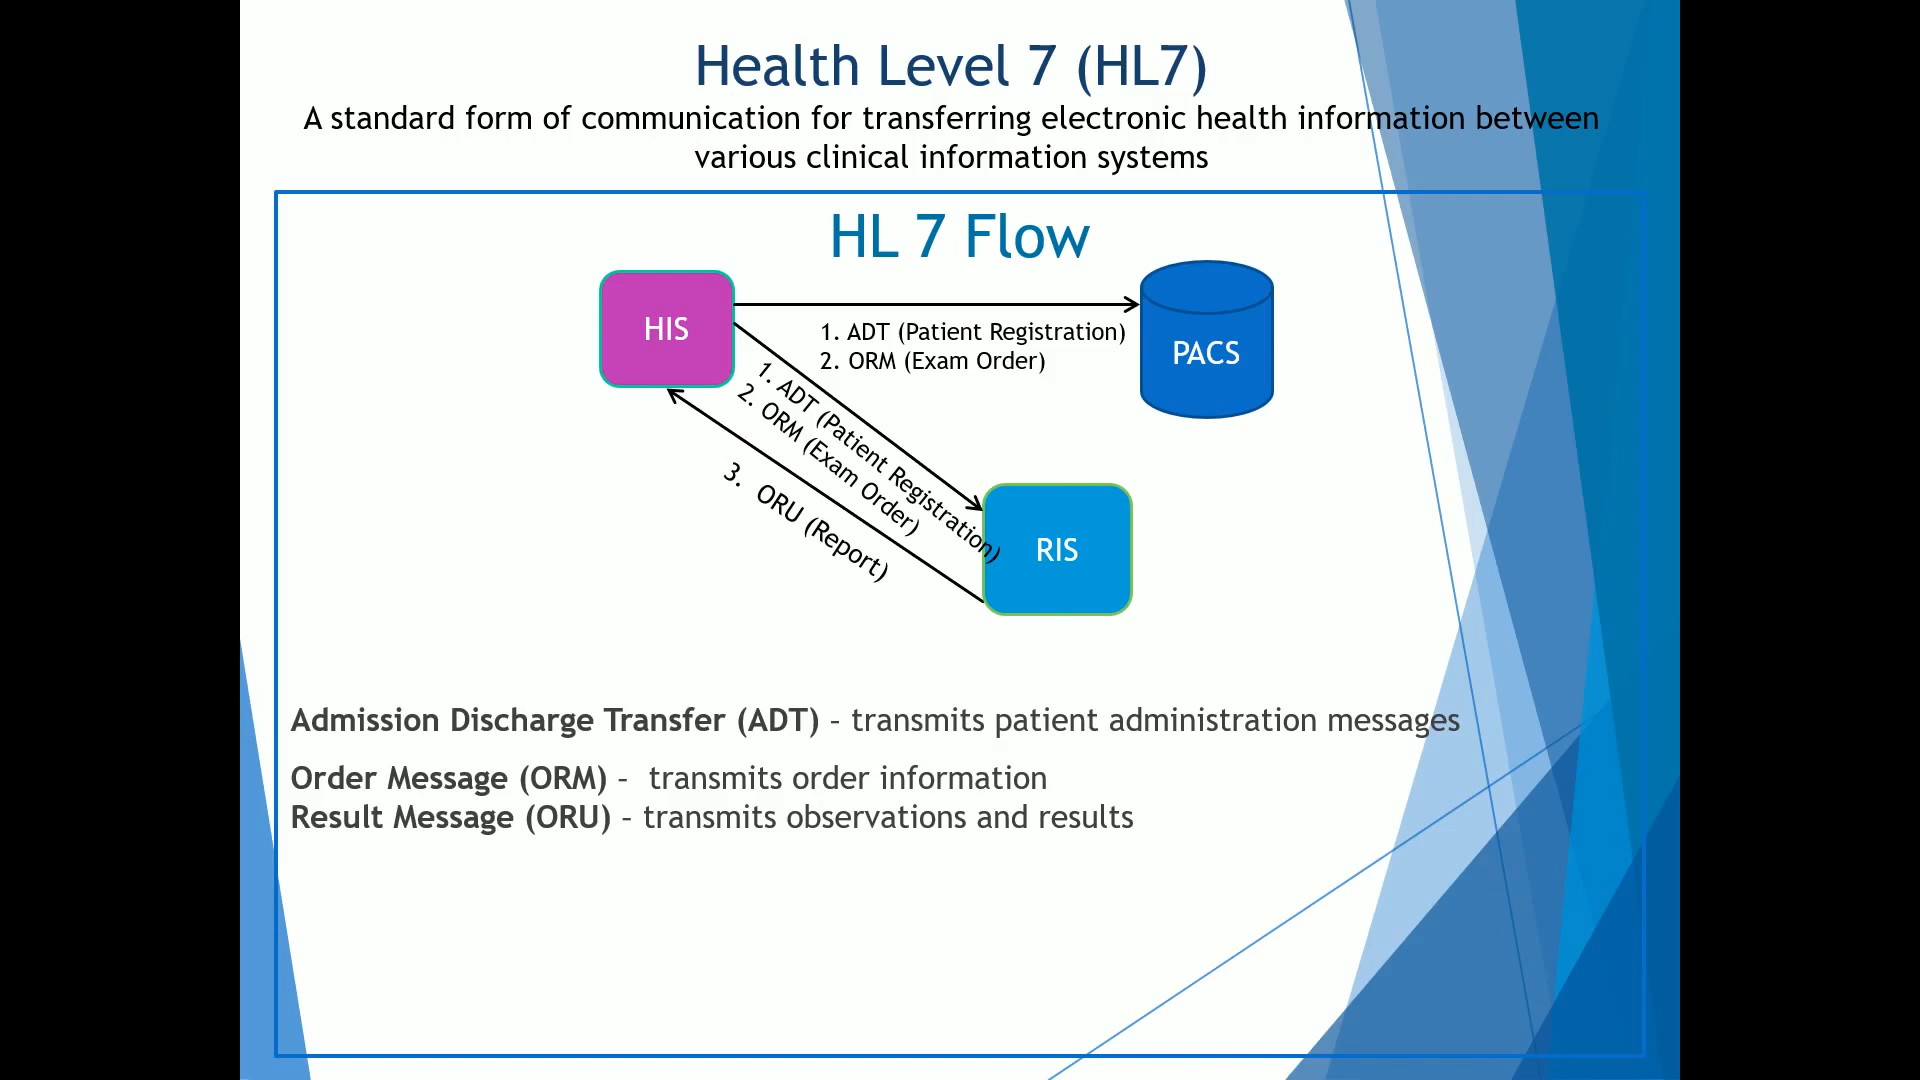 Health Level 7 (HL7)
A standard form of communication for transferring electronic health information between
various clinical information systems
HL 7 Flow
HIS
1. ADT (Patient Registration)
2. ORM (Exam Order)
PACS
1. ADT (Patient Registration)
2. ORM (Exam Order)
3. ORU (Report)
RIS
Admission Discharge Transfer (ADT) – transmits patient administration messages
Order Message (ORM) – transmits order information
Result Message (ORU) – transmits observations and results